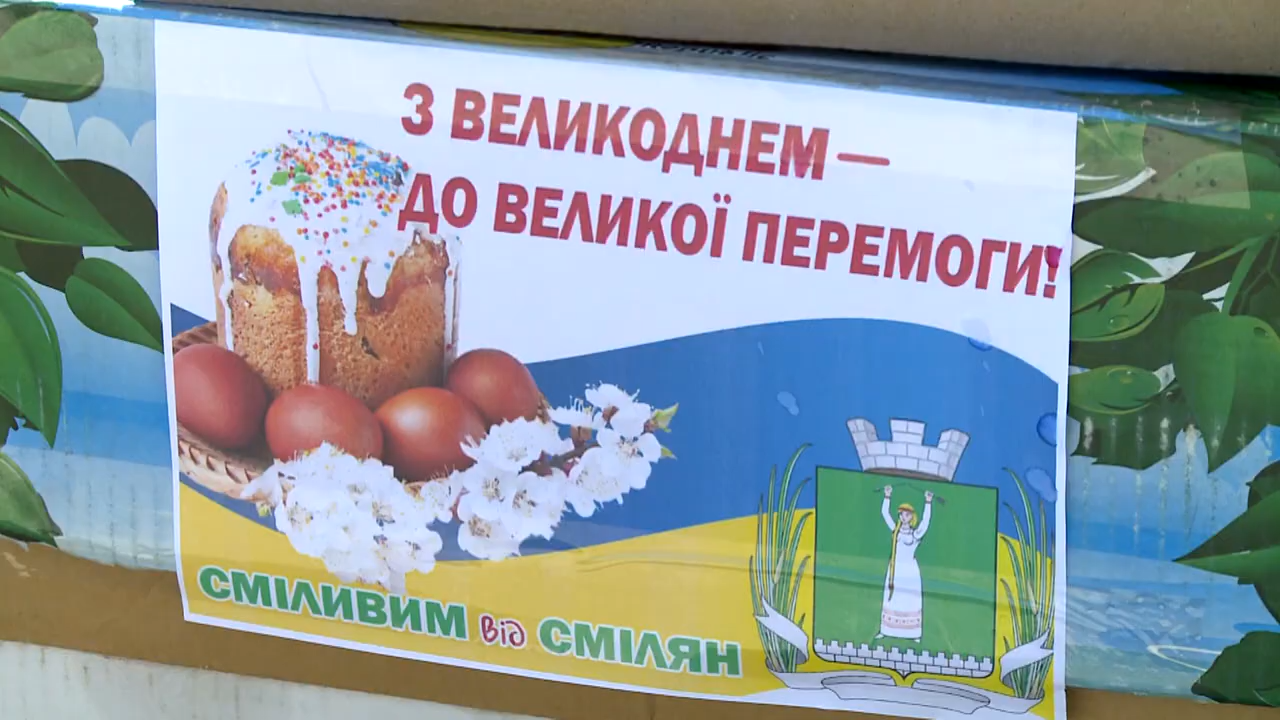 З ВЕЛИКОДНЕМ –
ДО ВЕЛИКОЇ ПЕРЕМОГИ!
СМІЛИВИМ від СМІЛЯН